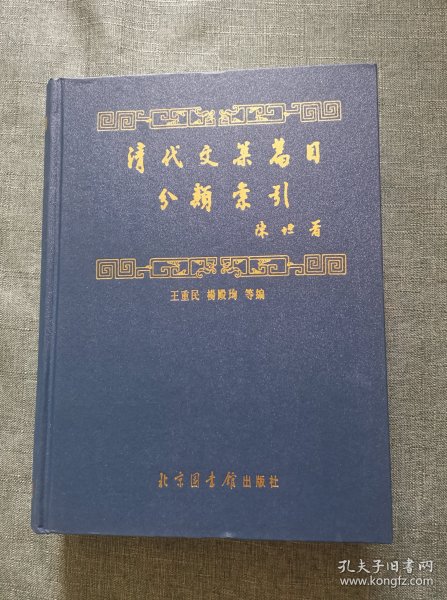 清代文集篇目
分類索引
陳垣署
王重民 楊殿珣 等編
北京图書館出版社
孔夫子旧书网
www.kongfz.com